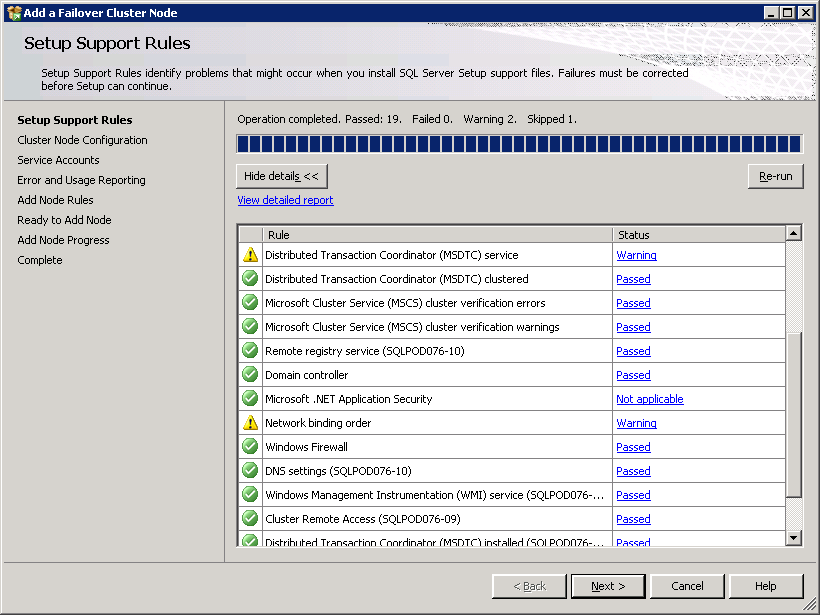 Add a Failover Cluster Node
Setup Support Rules
Setup Support Rules identify problems that might occur when you install SQL Server Setup support files. Failures must be corrected
before Setup can continue.
Setup Support Rules
Cluster Node Configuration
Service Accounts
Error and Usage Reporting
Add Node Rules
Ready to Add Node
Add Node Progress
Complete
Operation completed. Passed: 19. Failed 0. Warning 2. Skipped 1.
Hide details << Re-run
View detailed report
Rule Status
Distributed Transaction Coordinator (MSDTC) service Warning
Distributed Transaction Coordinator (MSDTC) clustered Passed
Microsoft Cluster Service (MSCS) cluster verification errors Passed
Microsoft Cluster Service (MSCS) cluster verification warnings Passed
Remote registry service (SQLPOD076-10) Passed
Domain controller Passed
Microsoft .NET Application Security Not applicable
Network binding order Warning
Windows Firewall Passed
DNS settings (SQLPOD076-10) Passed
Windows Management Instrumentation (WMI) service (SQLPOD076-... Passed
Cluster Remote Access (SQLPOD076-09) Passed
Distributed Transaction Coordinator (MSDTC) installed (SQLPOD076-... Passed
< Back Next > Cancel Help